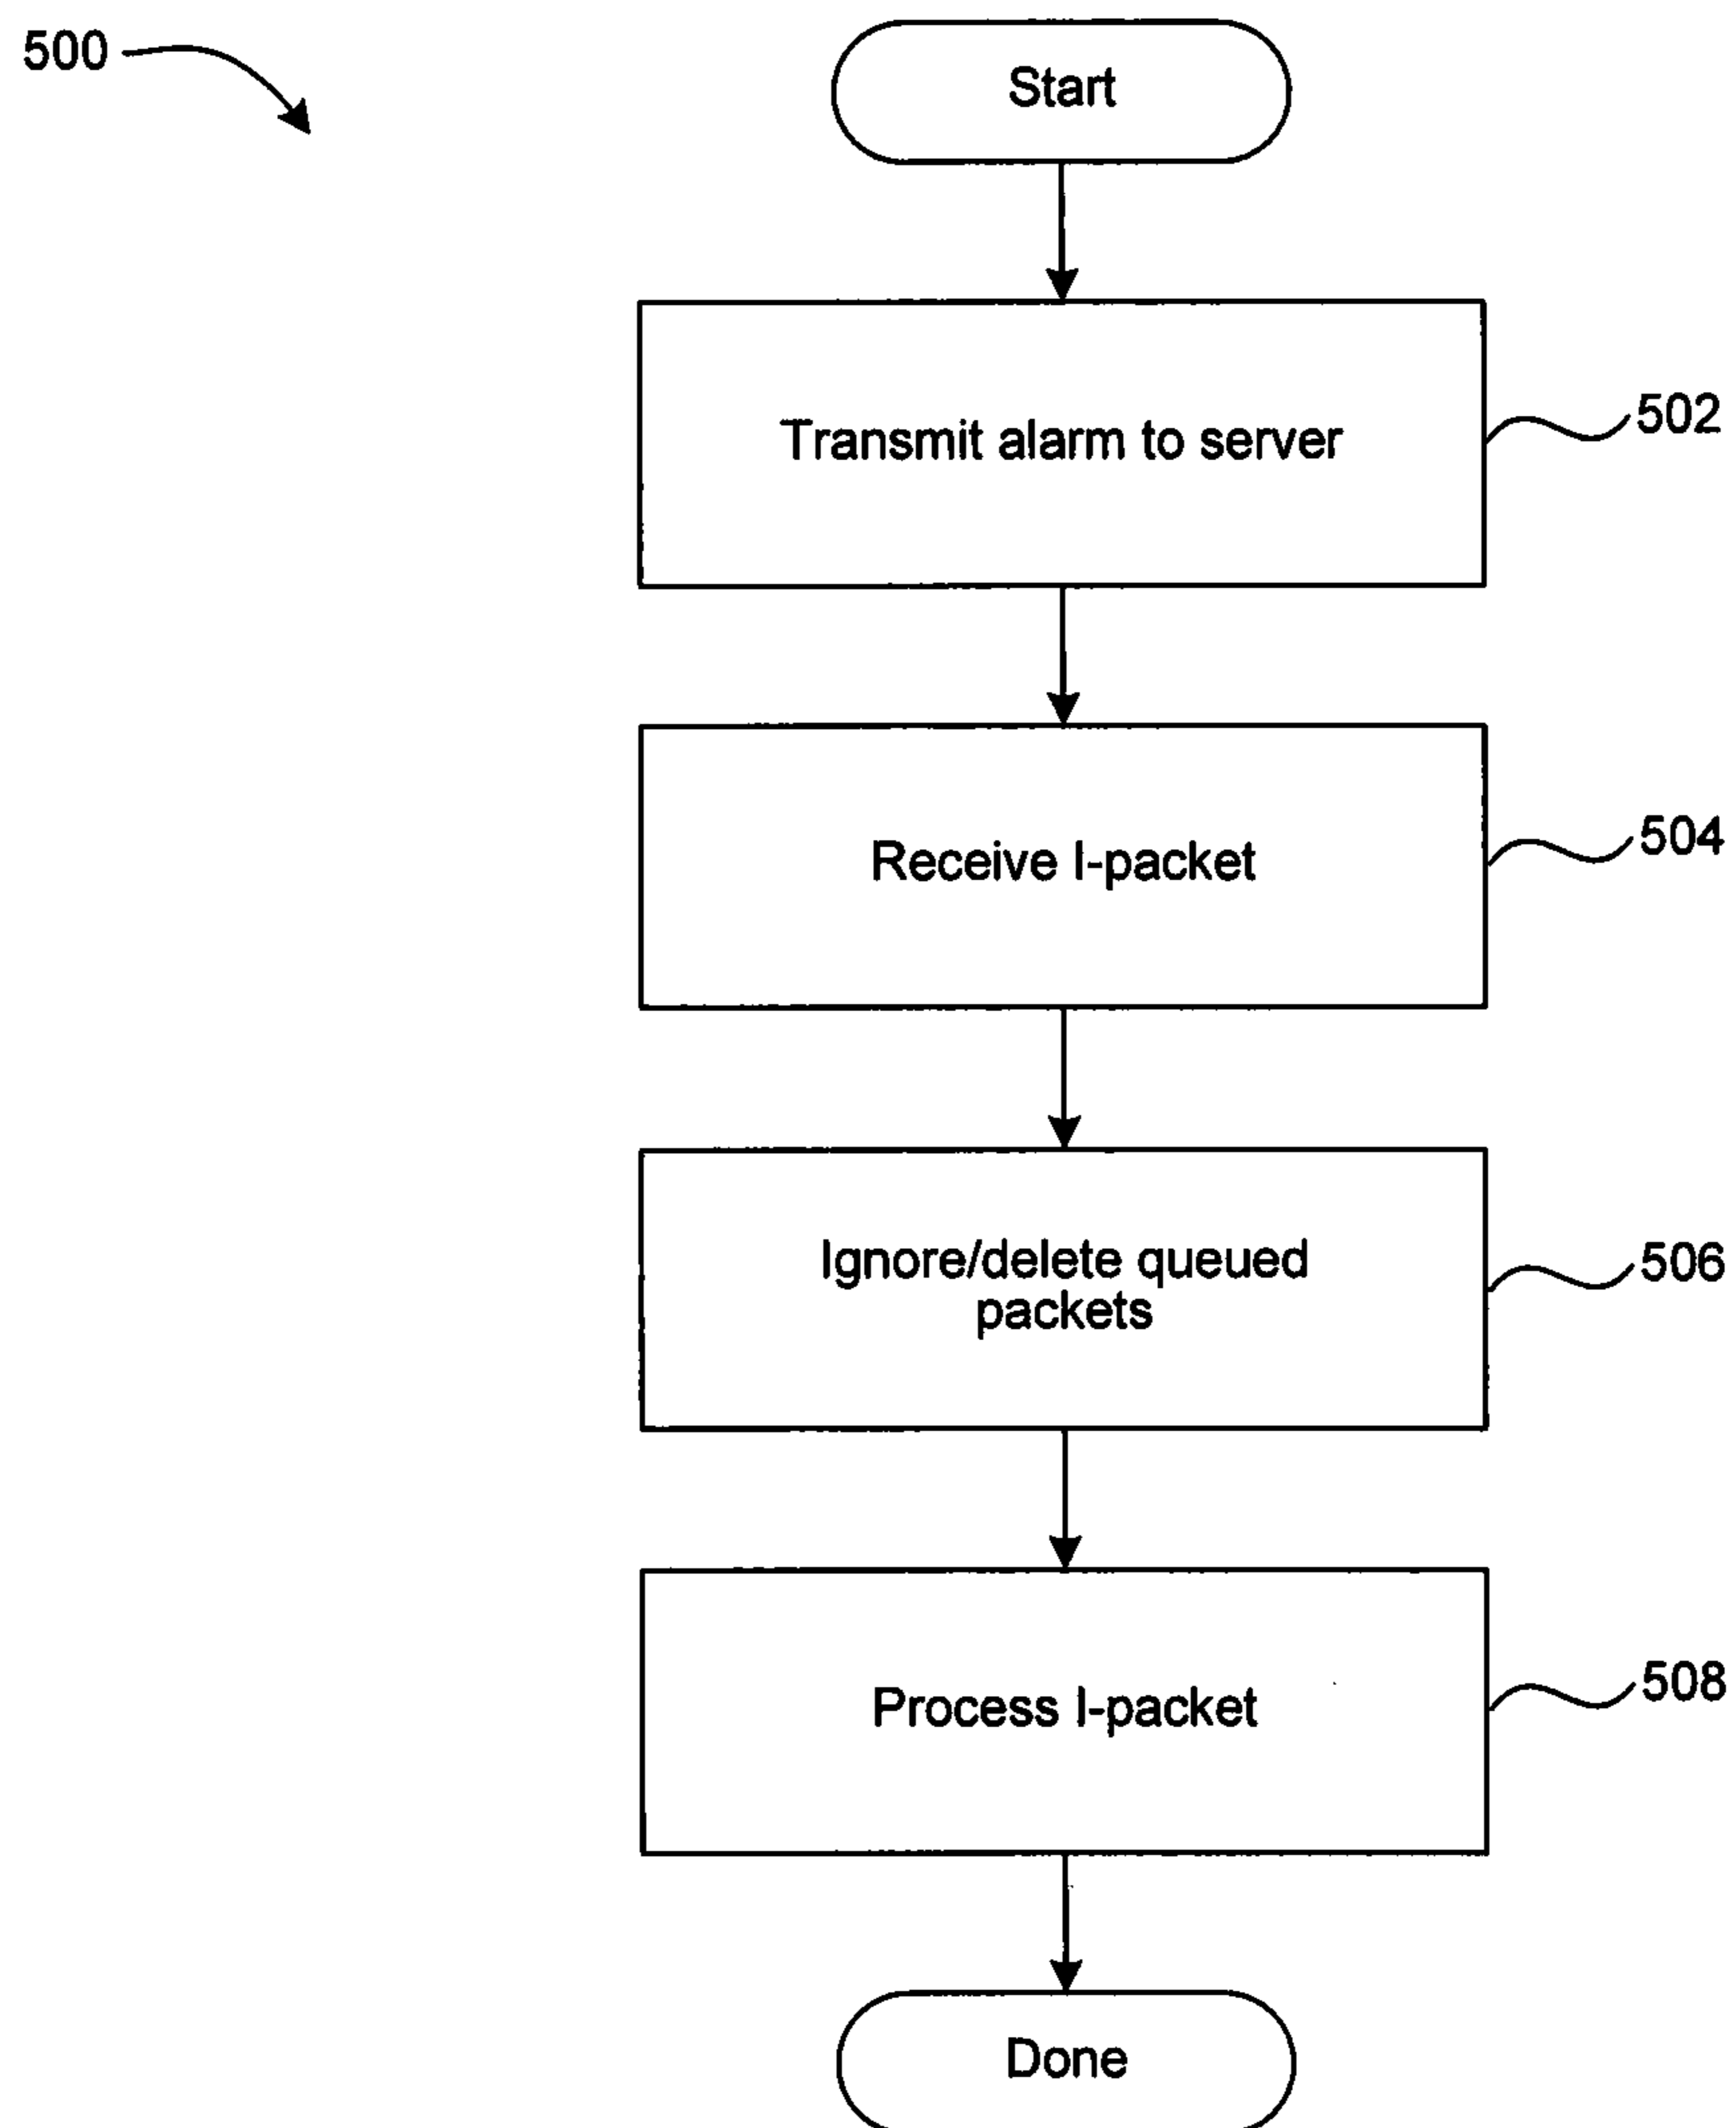 500
Start
Transmit alarm to server
502
Receive I-packet
504
Ignore/delete queued
packets
506
Process I-packet
508
Done